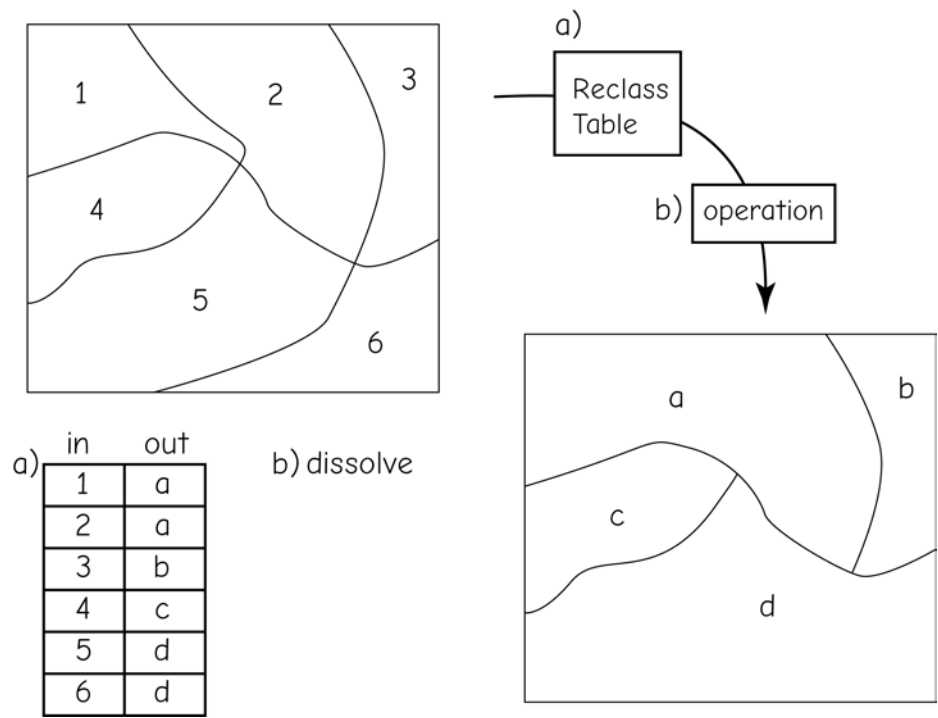 1
2
3
4
5
6
a)
Reclass
Table
b) operation
in out
a)
1 a
2 a
3 b
4 c
5 d
6 d
b) dissolve
a
b
c
d